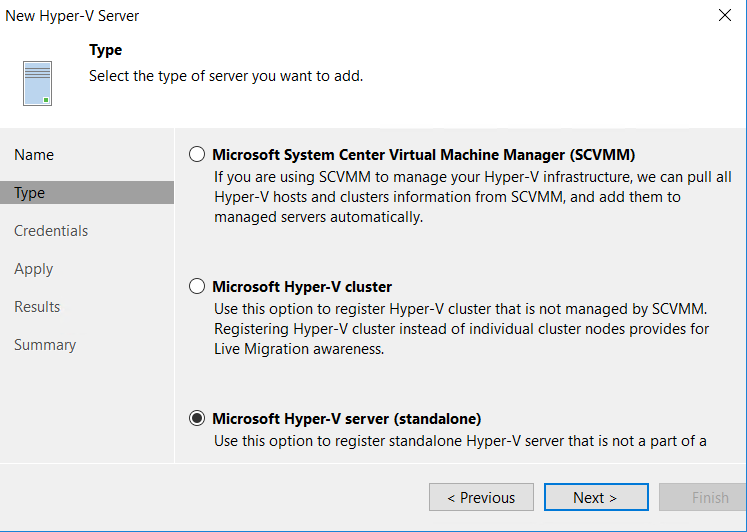 New Hyper-V Server
Type
Select the type of server you want to add.
Name
Type
Credentials
Apply
Results
Summary
Microsoft System Center Virtual Machine Manager (SCVMM)
If you are using SCVMM to manage your Hyper-V infrastructure, we can pull all
Hyper-V hosts and clusters information from SCVMM, and add them to
managed servers automatically.
Microsoft Hyper-V cluster
Use this option to register Hyper-V cluster that is not managed by SCVMM.
Registering Hyper-V cluster instead of individual cluster nodes provides for
Live Migration awareness.
Microsoft Hyper-V server (standalone)
Use this option to register standalone Hyper-V server that is not a part of a
< Previous
Next >
Finish